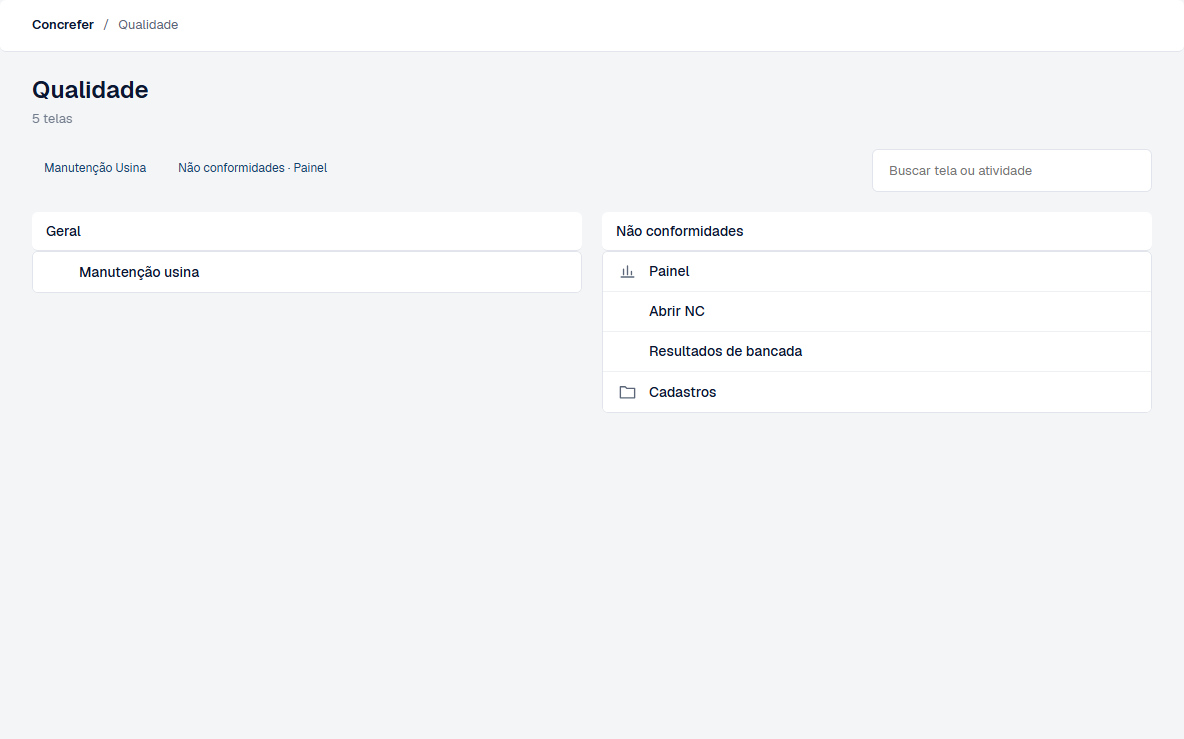 Concrefer / Qualidade
Qualidade
5 telas
Manutenção Usina
Não conformidades · Painel
Buscar tela ou atividade
Geral
Manutenção usina
Não conformidades
Painel
Abrir NC
Resultados de bancada
Cadastros